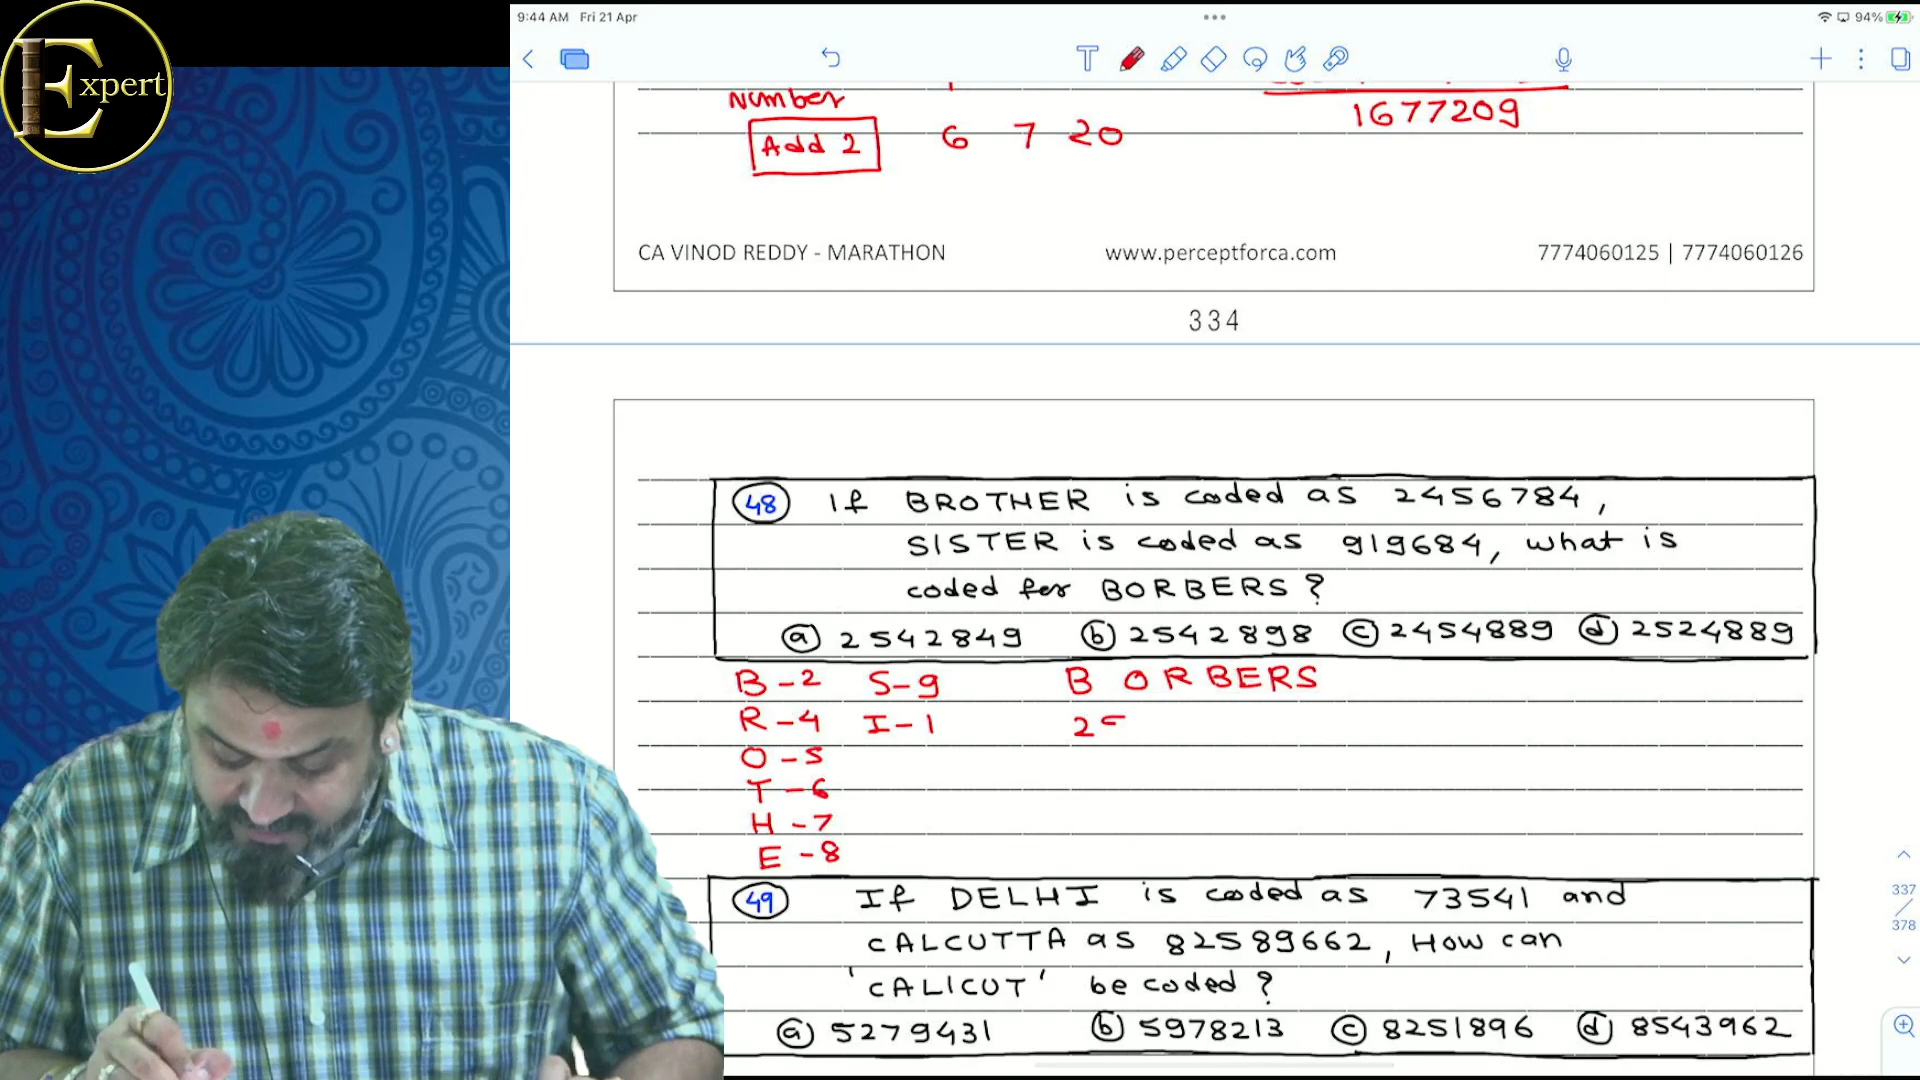 Expert
9:44 AM Fri 21 Apr
94%
T
Number
1677209
Add 2 6 7 20
CA VINOD REDDY - MARATHON www.perceptforca.com 7774060125 | 7774060126
334
48 If BROTHER is coded as 2456784,
SISTER is coded as 919684, what is
coded for BORBERS?
a 2542849 b 2542898 c 2454889 d 2524889
B - 2 S - 9 B O R B E R S
R - 4 I - 1 2
O - 5
T - 6
H - 7
E - 8
49 If DELHI is coded as 73541 and
CALCUTTA as 82589662, How can
'CALICUT' be coded?
a 5279431 b 5978213 c 8251896 d 8543962
337
378